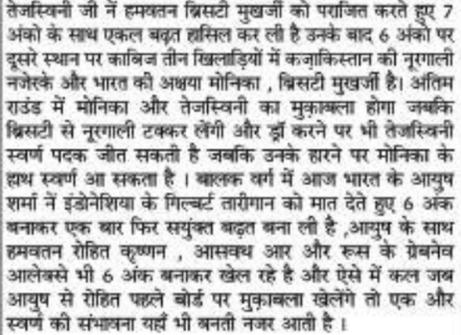 तेजस्विनी जी नें हमवतन ब्रिसटी मुखर्जी को पराजित करते हुए 7
अंको के साथ एकल बढ़त हासिल कर ली है उनके बाद 6 अंको पर
दूसरे स्थान पर काबिज तीन खिलाड़ियों में कजा़किस्तान की नूरगाली
नजेरके और भारत की अक्षया मोनिका , ब्रिसटी मुखर्जी है। अंतिम
राउंड में मोनिका और तेजस्विनी का मुक़ाबला होगा जबकि
ब्रिसटी से नूरगाली टक्कर लेंगी और ड्रॉ करने पर भी तेजस्विनी
स्वर्ण पदक जीत सकती है जबकि उनके हारने पर मोनिका के
हाथ स्वर्ण आ सकता है । बालक वर्ग में आज भारत के आयुष
शर्मा नें इंडोनेशिया के गिल्बर्ट तारीगान को मात देते हुए 6 अंक
बनाकर एक बार फिर सयुंक्त बढ़त बना ली है ,आयुष के साथ
हमवतन रोहित कृष्णन , आसवथ आर और रूस के ग्रेबनेव
आलेक्से भी 6 अंक बनाकर खेल रहे है और ऐसे में कल जब
आयुष से रोहित पहले बोर्ड पर मुक़ाबला खेलेंगे तो एक और
स्वर्ण की संभावना यहाँ भी बनती नजर आती है ।